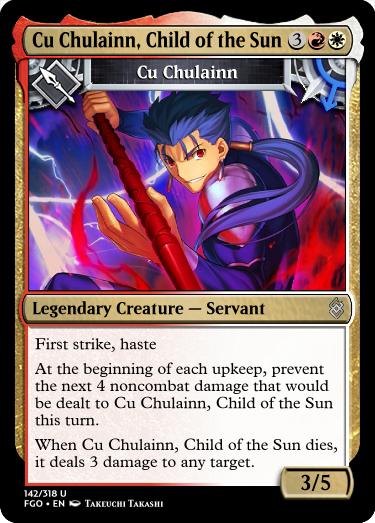 Cu Chulainn, Child of the Sun 3
Cu Chulainn
Legendary Creature — Servant
First strike, haste
At the beginning of each upkeep, prevent
the next 4 noncombat damage that would
be dealt to Cu Chulainn, Child of the Sun
this turn.
When Cu Chulainn, Child of the Sun dies,
it deals 3 damage to any target.
3/5
142/318 U
FGO • EN Takeuchi Takashi